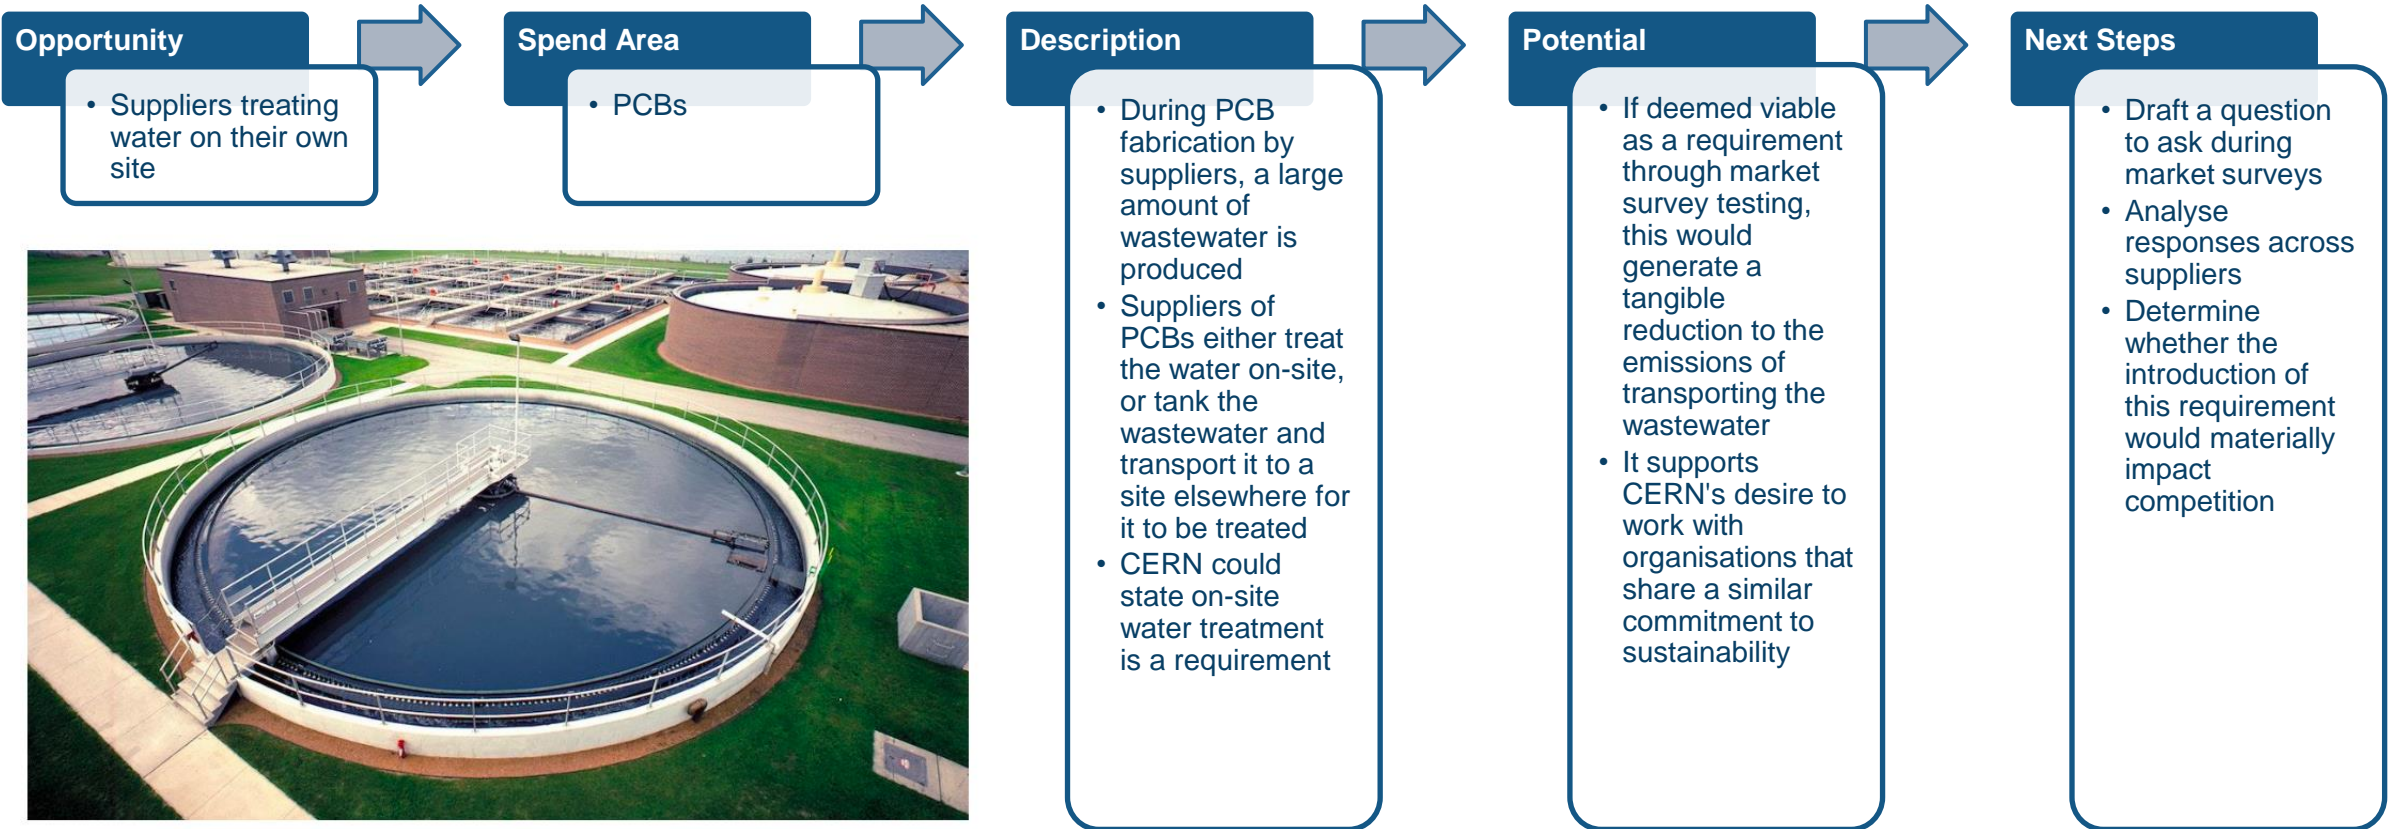 Opportunity
• Suppliers treating
water on their own
site
Spend Area
• PCBs
Description
• During PCB
fabrication by
suppliers, a large
amount of
wastewater is
produced
• Suppliers of
PCBs either treat
the water on-site,
or tank the
wastewater and
transport it to a
site elsewhere for
it to be treated
• CERN could
state on-site
water treatment
is a requirement
Potential
• If deemed viable
as a requirement
through market
survey testing,
this would
generate a
tangible
reduction to the
emissions of
transporting the
wastewater
• It supports
CERN's desire to
work with
organisations that
share a similar
commitment to
sustainability
Next Steps
• Draft a question
to ask during
market surveys
• Analyse
responses across
suppliers
• Determine
whether the
introduction of
this requirement
would materially
impact
competition